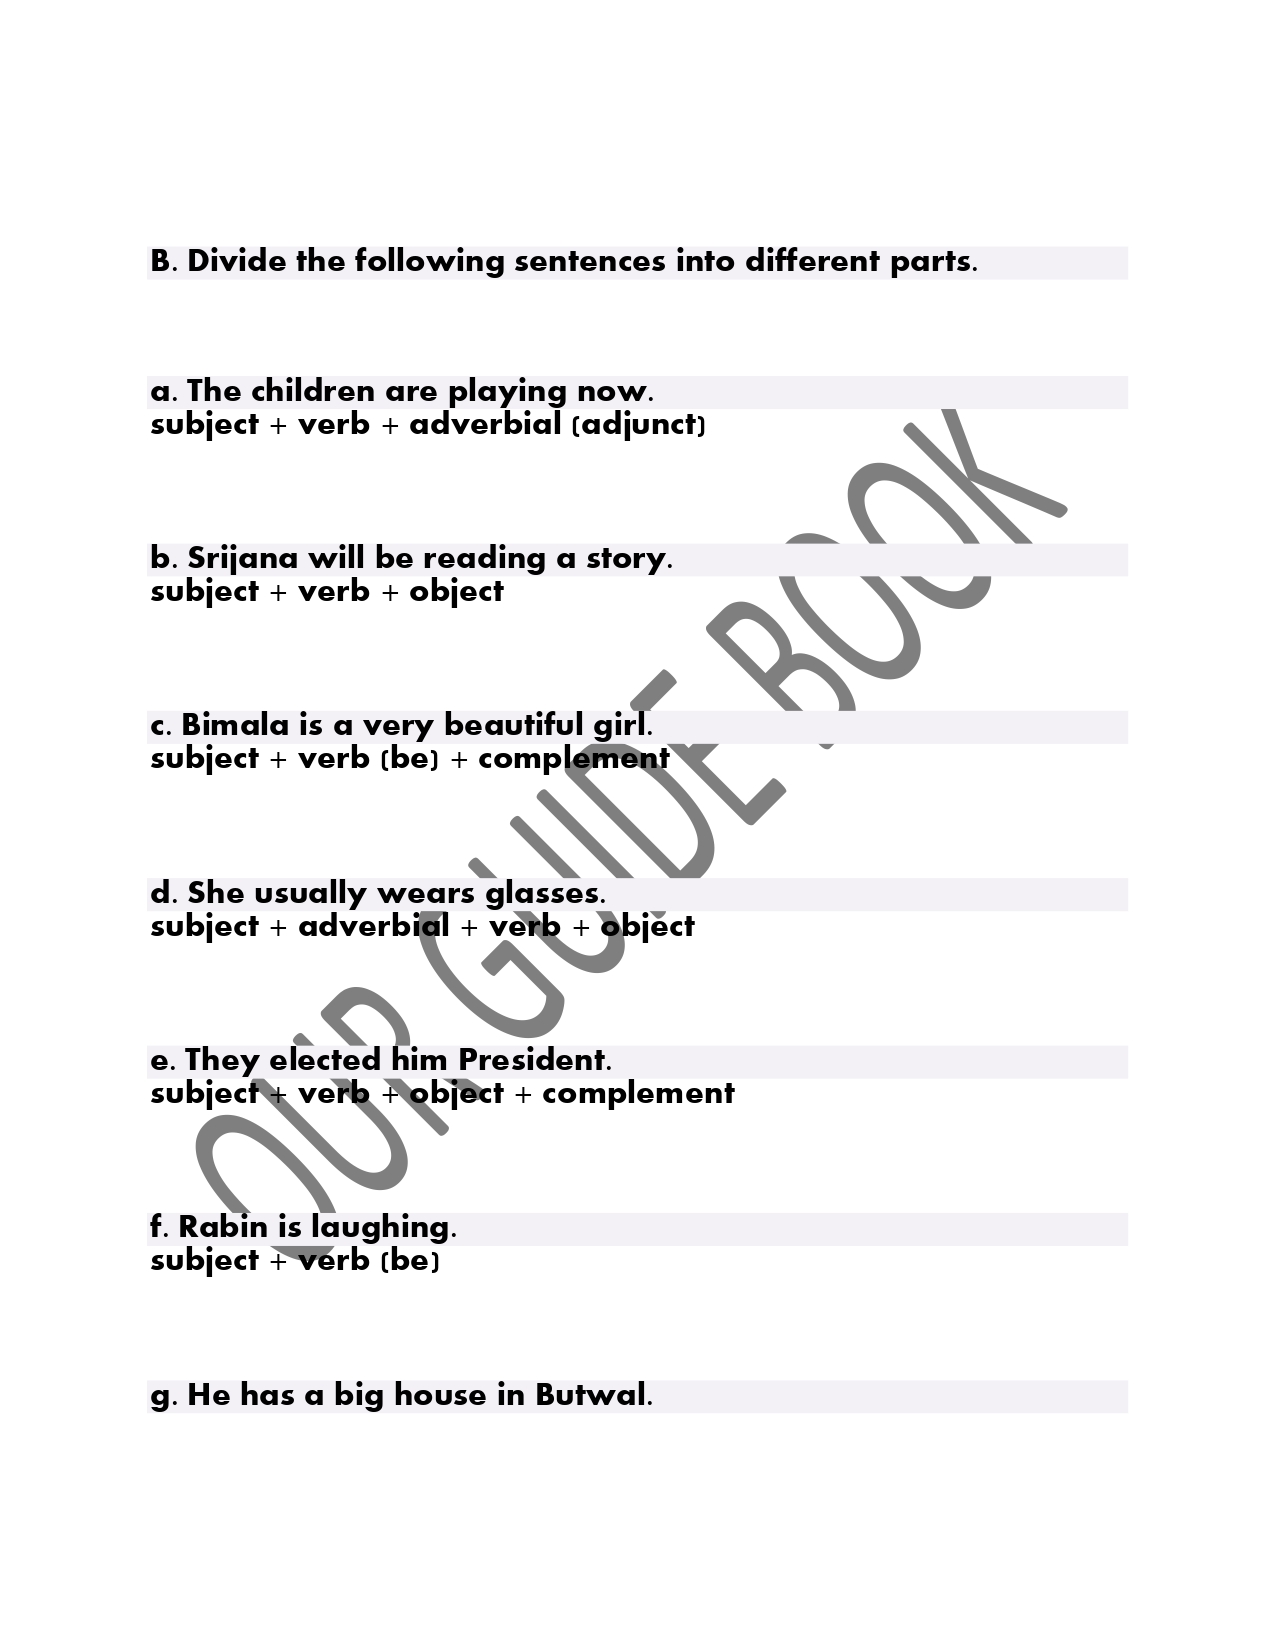 B. Divide the following sentences into different parts.
a. The children are playing now.
subject + verb + adverbial (adjunct)
b. Srijana will be reading a story.
subject + verb + object
c. Bimala is a very beautiful girl.
subject + verb (be) + complement
d. She usually wears glasses.
subject + adverbial + verb + object
e. They elected him President.
subject + verb + object + complement
f. Rabin is laughing.
subject + verb (be)
g. He has a big house in Butwal.
OUR GUIDE BOOK